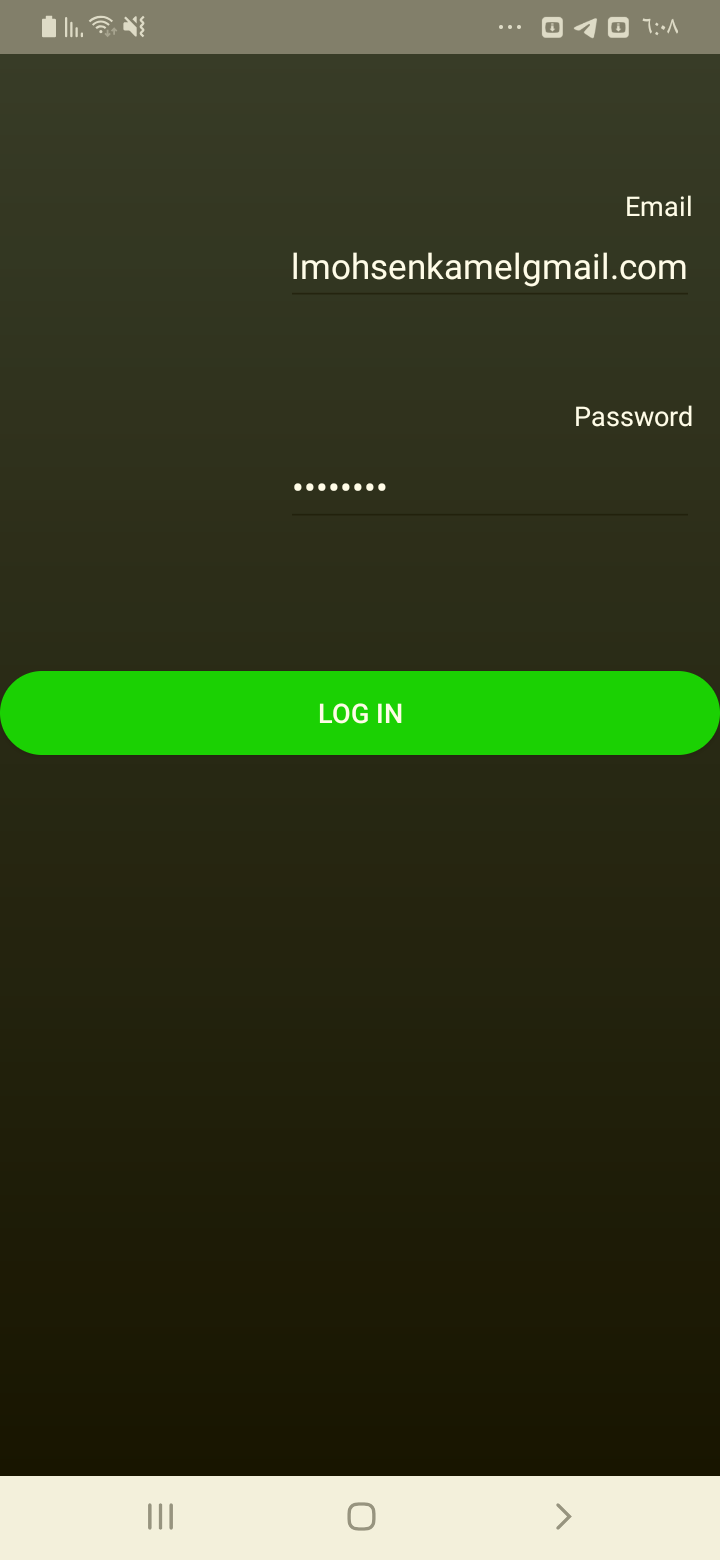 ٦:٠٨
Email
lmohsenkamelgmail.com
Password
••••••••
LOG IN